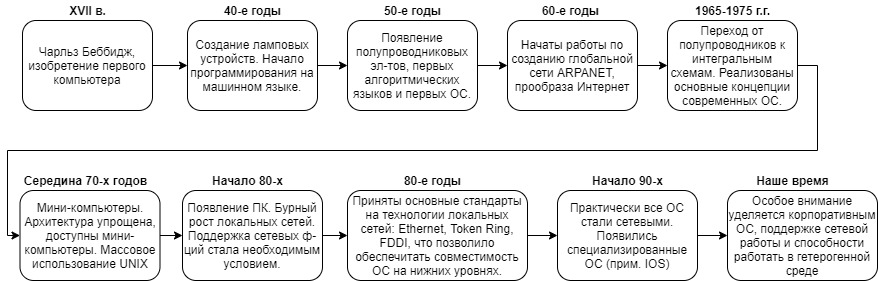 XVII в.
Чарльз Беббидж,
изобретение первого
компьютера
40-е годы
Создание ламповых
устройств. Начало
программирования на
машинном языке.
50-е годы
Появление
полупроводниковых
эл-тов, первых
алгоритмических
языков и первых ОС.
60-е годы
Начаты работы по
созданию глобальной
сети ARPANET,
прообраза Интернет
1965-1975 г.г.
Переход от
полупроводников к
интегральным
схемам. Реализованы
основные концепции
современных ОС.
Середина 70-х годов
Мини-компьютеры.
Архитектура упрощена,
доступны мини-
компьютеры. Массовое
использование UNIX
Начало 80-х
Появление ПК. Бурный
рост локальных сетей.
Поддержка сетевых ф-
ций стала необходимым
условием.
80-е годы
Приняты основные стандарты
на технологии локальных
сетей: Ethernet, Token Ring,
FDDI, что позволило
обеспечитать совместимость
ОС на нижних уровнях.
Начало 90-х
Практически все ОС
стали сетевыми.
Появились
специализированные
ОС (прим. IOS)
Наше время
Особое внимание
уделяется корпоративным
ОС, поддержке сетевой
работы и способности
работать в гетерогенной
среде